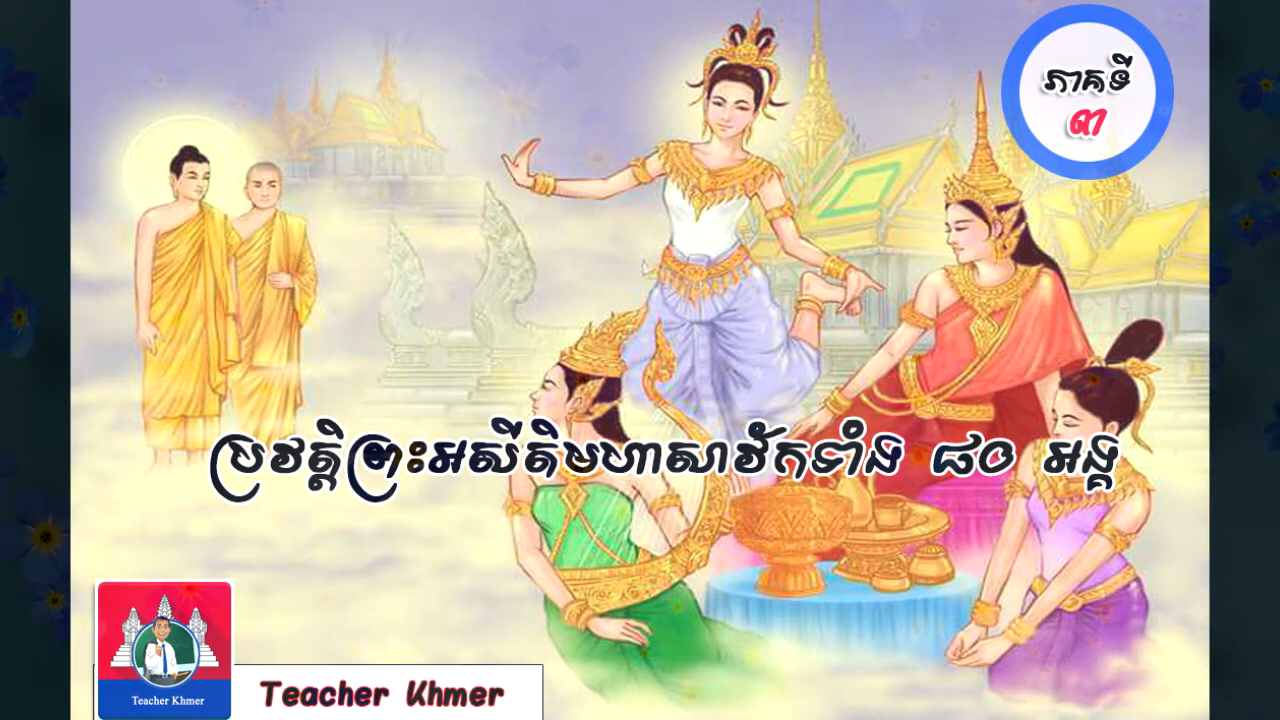 ភាគទី
៣
ប្រវត្តិព្រះអសីតិមហាសាវ័កទាំង ៨០ អង្គ
Teacher Khmer
Teacher Khmer